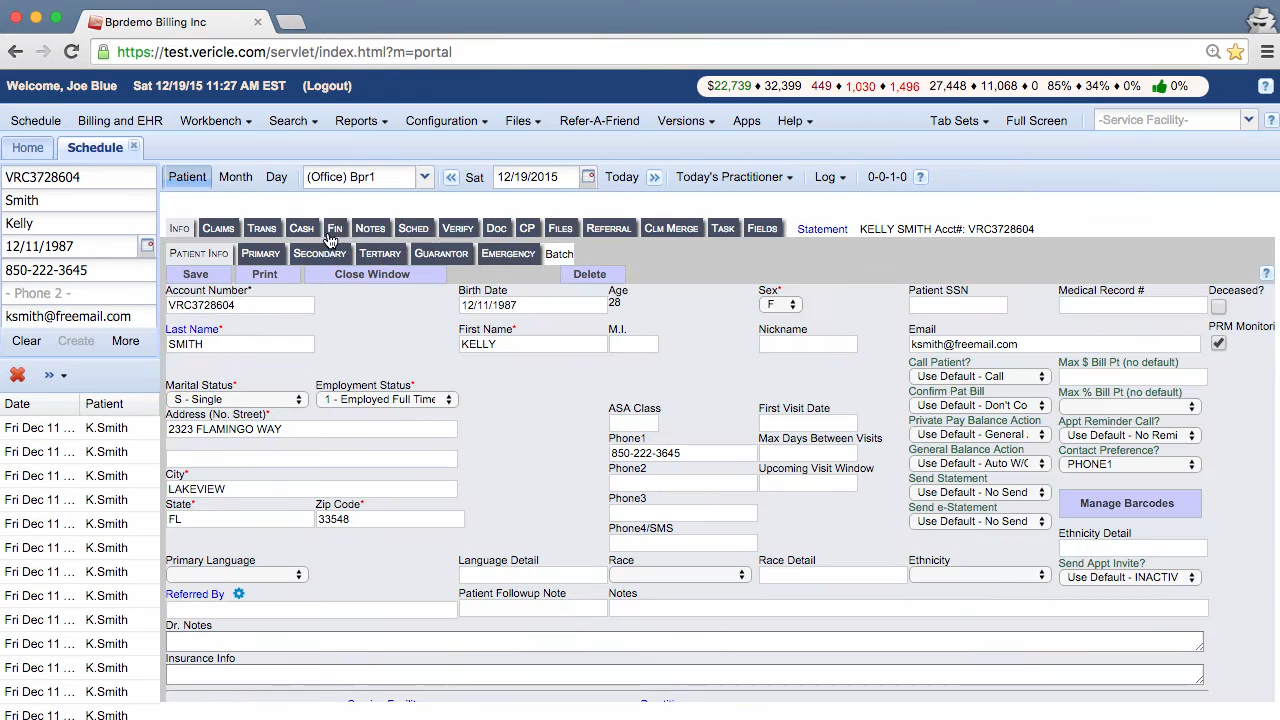 Bprdemo Billing Inc
https://test.vericle.com/servlet/index.html?m=portal
Welcome, Joe Blue Sat 12/19/15 11:27 AM EST (Logout) $22,739 ♦ 32,399 449 ♦ 1,030 ♦ 1,496 27,448 ♦ 11,068 ♦ 0 85% ♦ 34% ♦ 0% 0% ?
Schedule Billing and EHR Workbench Search Reports Configuration Files Refer-A-Friend Versions Apps Help Tab Sets Full Screen -Service Facility- ?
Home Schedule
VRC3728604 Patient Month Day (Office) Bpr1 Sat 12/19/2015 Today Today's Practitioner Log 0-0-1-0 ?
Smith
Kelly
INFO CLAIMS TRANS CASH FIN NOTES SCHED VERIFY DOC CP FILES REFERRAL CLM MERGE TASK FIELDS Statement KELLY SMITH Acct#: VRC3728604
12/11/1987
PATIENT INFO PRIMARY SECONDARY TERTIARY GUARANTOR EMERGENCY Batch
850-222-3645
Save Print Close Window Delete ?
- Phone 2 -
ksmith@freemail.com
Clear Create More
Account Number* Birth Date Age Sex* Patient SSN Medical Record # Deceased?
VRC3728604 12/11/1987 28 F
Last Name* First Name* M.I. Nickname Email PRM Monitori
SMITH KELLY ksmith@freemail.com
Call Patient? Max $ Bill Pt (no default)
Use Default - Call
Marital Status* Employment Status* Confirm Pat Bill Max % Bill Pt (no default)
S - Single 1 - Employed Full Time Use Default - Don't Co
Address (No. Street)* ASA Class First Visit Date Private Pay Balance Action Appt Reminder Call?
2323 FLAMINGO WAY Use Default - General Use Default - No Remi
Phone1 Max Days Between Visits General Balance Action Contact Preference?
850-222-3645 Use Default - Auto W/O PHONE1
City* Phone2 Upcoming Visit Window Send Statement
LAKEVIEW Use Default - No Send Manage Barcodes
State* Zip Code* Phone3 Send e-Statement
FL 33548 Use Default - No Send
Phone4/SMS Ethnicity Detail
Primary Language Language Detail Race Race Detail Ethnicity Send Appt Invite?
Use Default - INACTIV
Referred By Patient Followup Note Notes
Dr. Notes
Insurance Info
Date Patient
Fri Dec 11 ... K.Smith
Fri Dec 11 ... K.Smith
Fri Dec 11 ... K.Smith
Fri Dec 11 ... K.Smith
Fri Dec 11 ... K.Smith
Fri Dec 11 ... K.Smith
Fri Dec 11 ... K.Smith
Fri Dec 11 ... K.Smith
Fri Dec 11 ... K.Smith
Fri Dec 11 ... K.Smith
Fri Dec 11 ... K.Smith
Fri Dec 11 ... K.Smith
Fri Dec 11 ... K.Smith